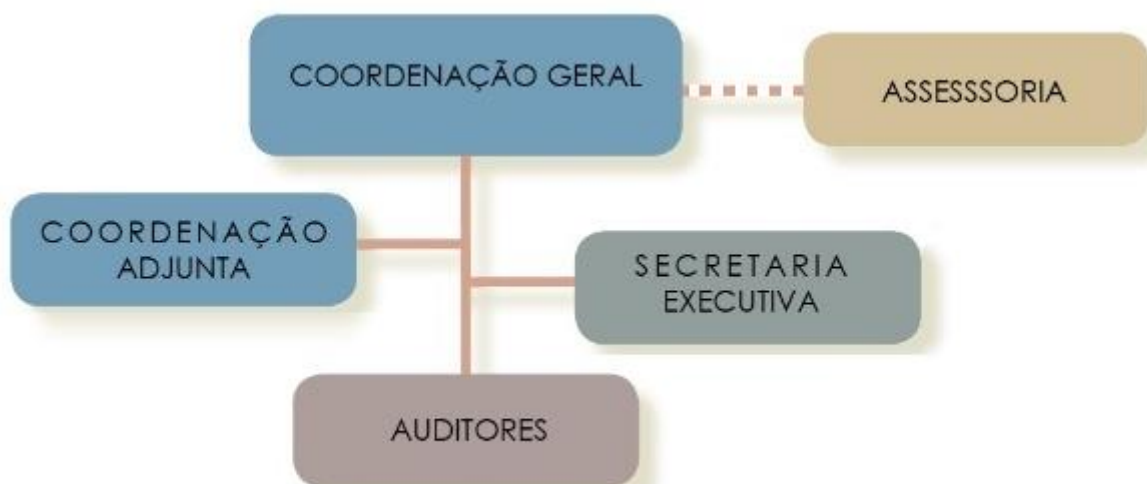 COORDENAÇÃO GERAL
ASSESSSORIA
COORDENAÇÃO
ADJUNTA
SECRETARIA
EXECUTIVA
AUDITORES